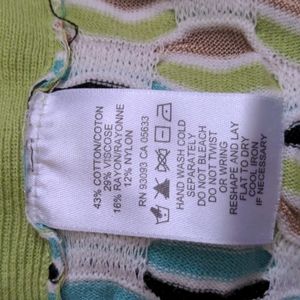 43% COTTON/COTON
29% VISCOSE
16% RAYON/RAYONNE
12% NYLON
RN 93093 CA 05633
HAND WASH COLD
SEPARATELY
DO NOT BLEACH
DO NOT TWIST
OR WRING
RESHAPE AND LAY
FLAT TO DRY
COOL IRON
IF NECESSARY